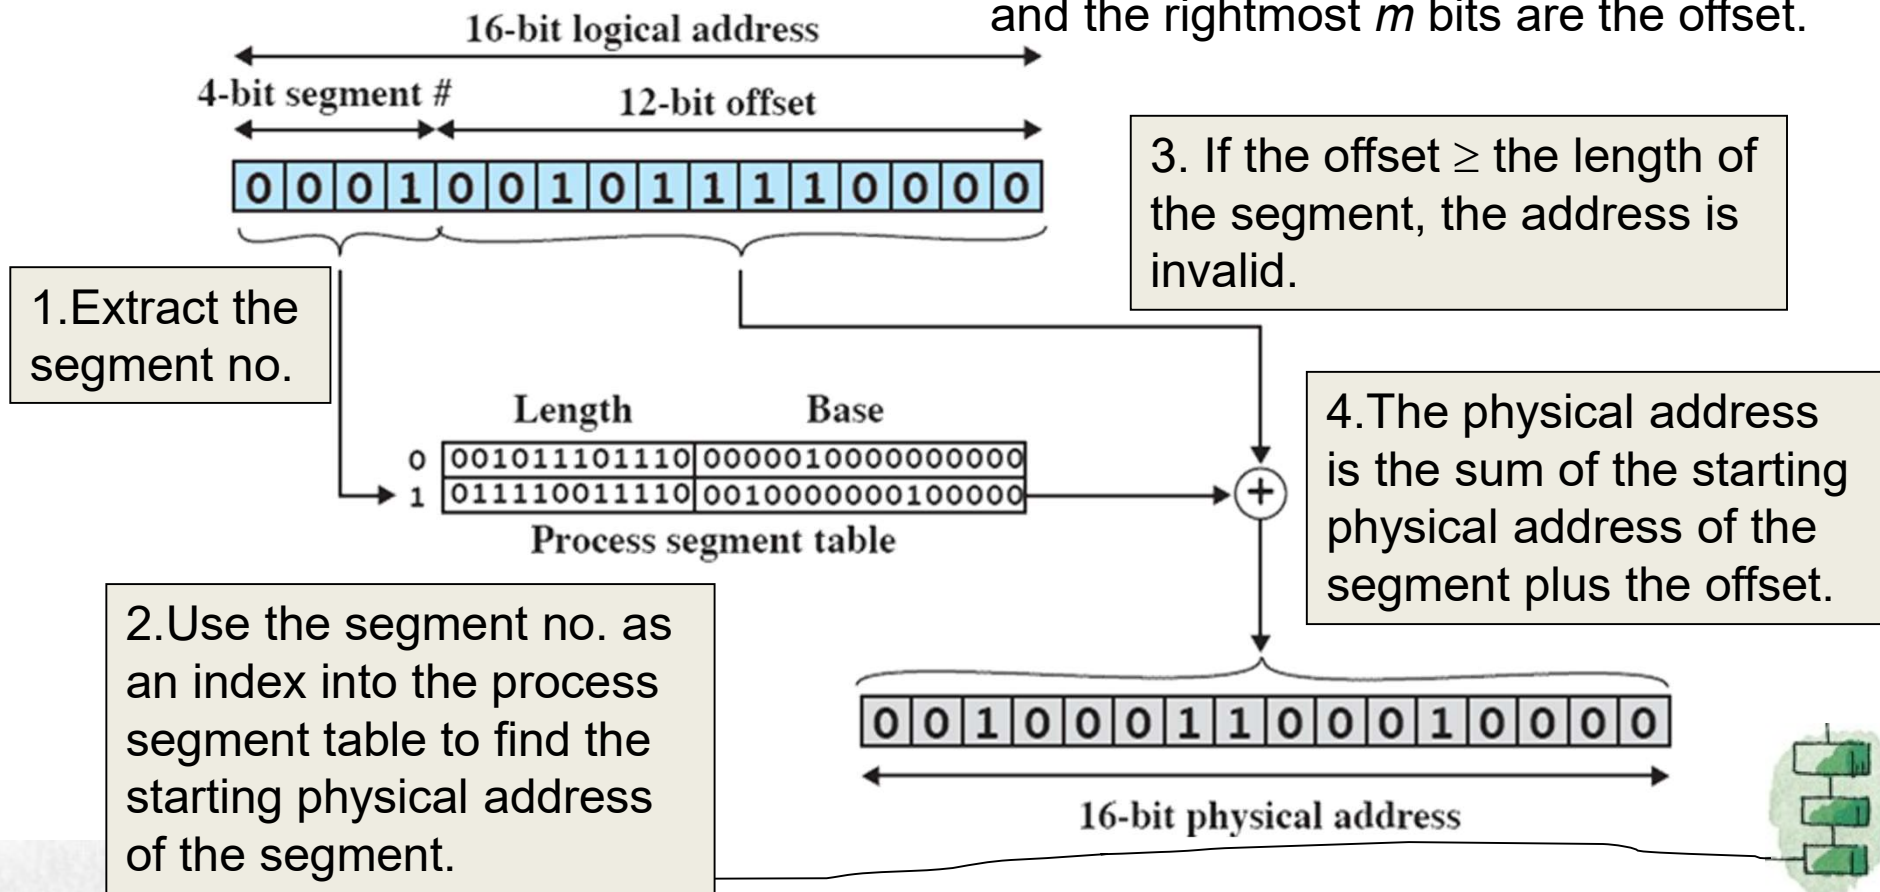 and the rightmost m bits are the offset.
16-bit logical address
4-bit segment #
12-bit offset
0 0 0 1 0 0 1 0 1 1 1 1 0 0 0 0
3. If the offset ≥ the length of
the segment, the address is
invalid.
1.Extract the
segment no.
Length Base
0 001011101110 0000010000000000
1 011110011110 0010000000100000
+
Process segment table
4.The physical address
is the sum of the starting
physical address of the
segment plus the offset.
2.Use the segment no. as
an index into the process
segment table to find the
starting physical address
of the segment.
0 0 1 0 0 0 1 1 0 0 0 1 0 0 0 0
16-bit physical address